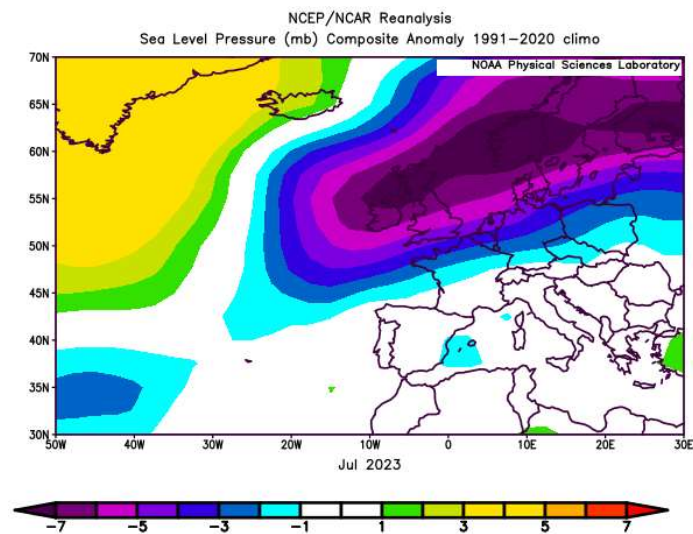 NCEP/NCAR Reanalysis
Sea Level Pressure (mb) Composite Anomaly 1991−2020 climo
NOAA Physical Sciences Laboratory
70N
65N
60N
55N
50N
45N
40N
35N
30N
50W 40W 30W 20W 10W 0 10E 20E 30E
Jul 2023
−7 −5 −3 −1 1 3 5 7